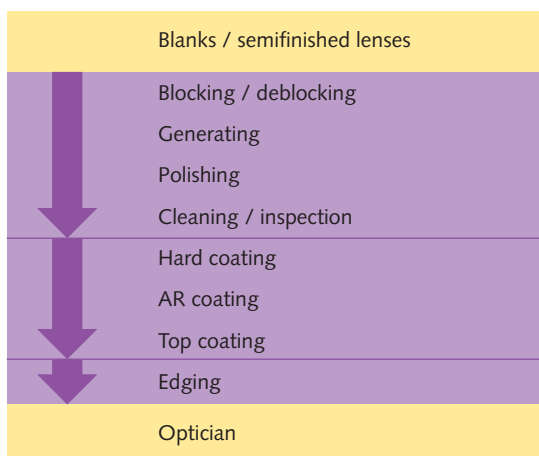 Blanks / semifinished lenses
Blocking / deblocking
Generating
Polishing
Cleaning / inspection
Hard coating
AR coating
Top coating
Edging
Optician